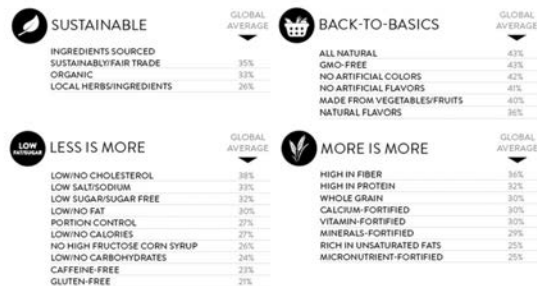 SUSTAINABLE
GLOBAL
AVERAGE
INGREDIENTS SOURCED
SUSTAINABLY/FAIR TRADE 35%
ORGANIC 33%
LOCAL HERBS/INGREDIENTS 26%
BACK-TO-BASICS
GLOBAL
AVERAGE
ALL NATURAL 43%
GMO-FREE 43%
NO ARTIFICIAL COLORS 42%
NO ARTIFICIAL FLAVORS 41%
MADE FROM VEGETABLES/FRUITS 40%
NATURAL FLAVORS 36%
LOW
FAT/SUGAR
LESS IS MORE
GLOBAL
AVERAGE
LOW/NO CHOLESTEROL 38%
LOW SALT/SODIUM 33%
LOW SUGAR/SUGAR FREE 32%
LOW/NO FAT 30%
PORTION CONTROL 27%
LOW/NO CALORIES 27%
NO HIGH FRUCTOSE CORN SYRUP 26%
LOW/NO CARBOHYDRATES 24%
CAFFEINE-FREE 23%
GLUTEN-FREE 21%
MORE IS MORE
GLOBAL
AVERAGE
HIGH IN FIBER 36%
HIGH IN PROTEIN 32%
WHOLE GRAIN 30%
CALCIUM-FORTIFIED 30%
VITAMIN-FORTIFIED 30%
MINERALS-FORTIFIED 29%
RICH IN UNSATURATED FATS 25%
MICRONUTRIENT-FORTIFIED 25%